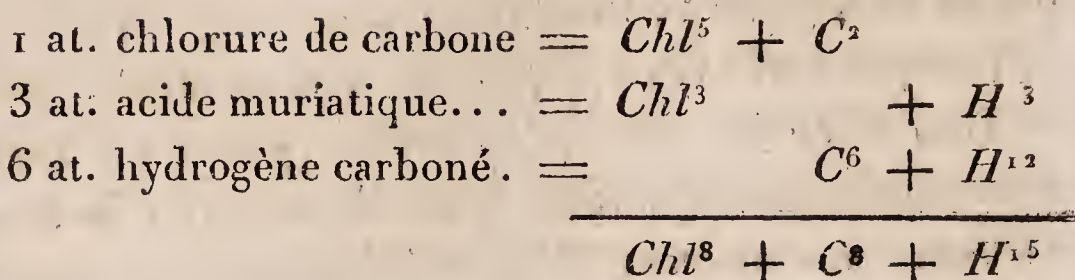 1 at. chlorure de carbone = Chl⁵ + C²
3 at. acide muriatique... = Chl³ + H³
6 at. hydrogène carboné. = C⁶ + H¹²
Chl⁸ + C⁸ + H¹⁵